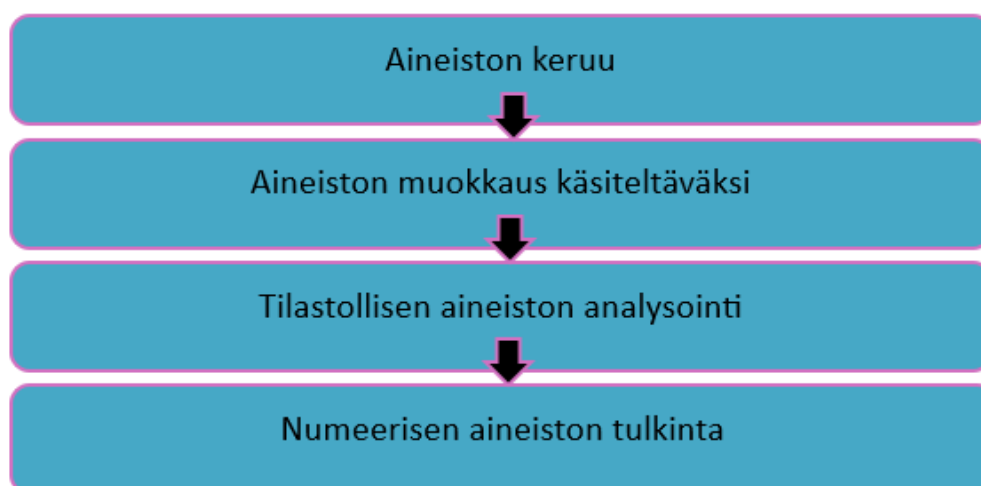 Aineiston keruu
Aineiston muokkaus käsiteltäväksi
Tilastollisen aineiston analysointi
Numeerisen aineiston tulkinta